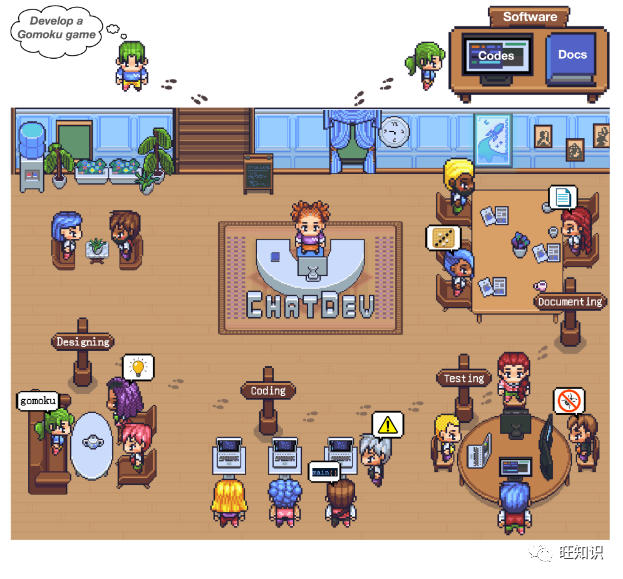 Develop a
Gomoku game
Software
Codes
Docs
CHATDEV
Designing
Documenting
Coding
Testing
gomoku
main()
旺知识